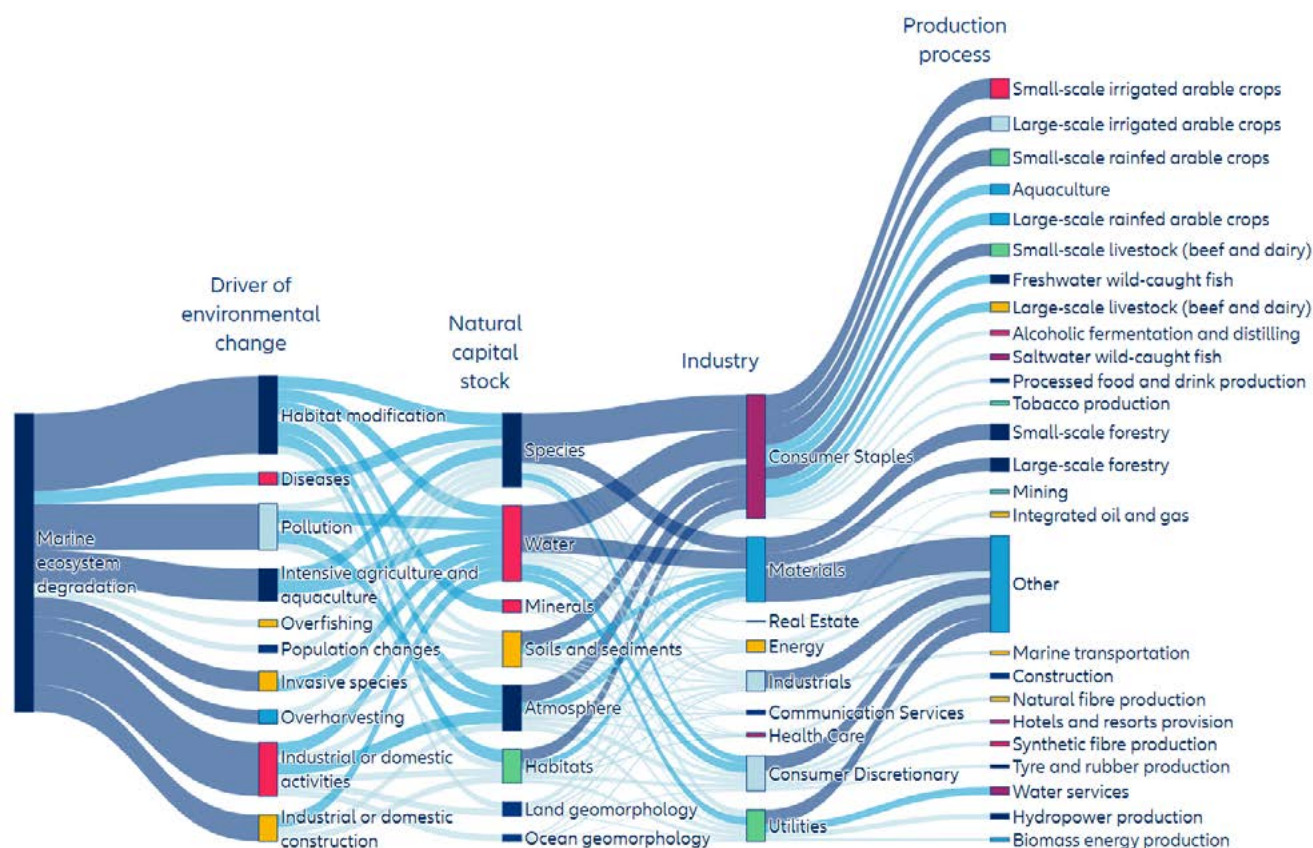 Production
process
Small-scale irrigated arable crops
Large-scale irrigated arable crops
Small-scale rainfed arable crops
Aquaculture
Large-scale rainfed arable crops
Small-scale livestock (beef and dairy)
Freshwater wild-caught fish
Large-scale livestock (beef and dairy)
Alcoholic fermentation and distilling
Saltwater wild-caught fish
Processed food and drink production
Tobacco production
Small-scale forestry
Large-scale forestry
Mining
Integrated oil and gas
Other
Marine transportation
Construction
Natural fibre production
Hotels and resorts provision
Synthetic fibre production
Tyre and rubber production
Water services
Hydropower production
Biomass energy production
Industry
Consumer Staples
Materials
Real Estate
Energy
Industrials
Communication Services
Health Care
Consumer Discretionary
Utilities
Natural
capital
stock
Species
Water
Minerals
Soils and sediments
Atmosphere
Habitats
Land geomorphology
Ocean geomorphology
Driver of
environmental
change
Habitat modification
Diseases
Pollution
Intensive agriculture and
aquaculture
Overfishing
Population changes
Invasive species
Overharvesting
Industrial or domestic
activities
Industrial or domestic
construction
Marine
ecosystem
degradation